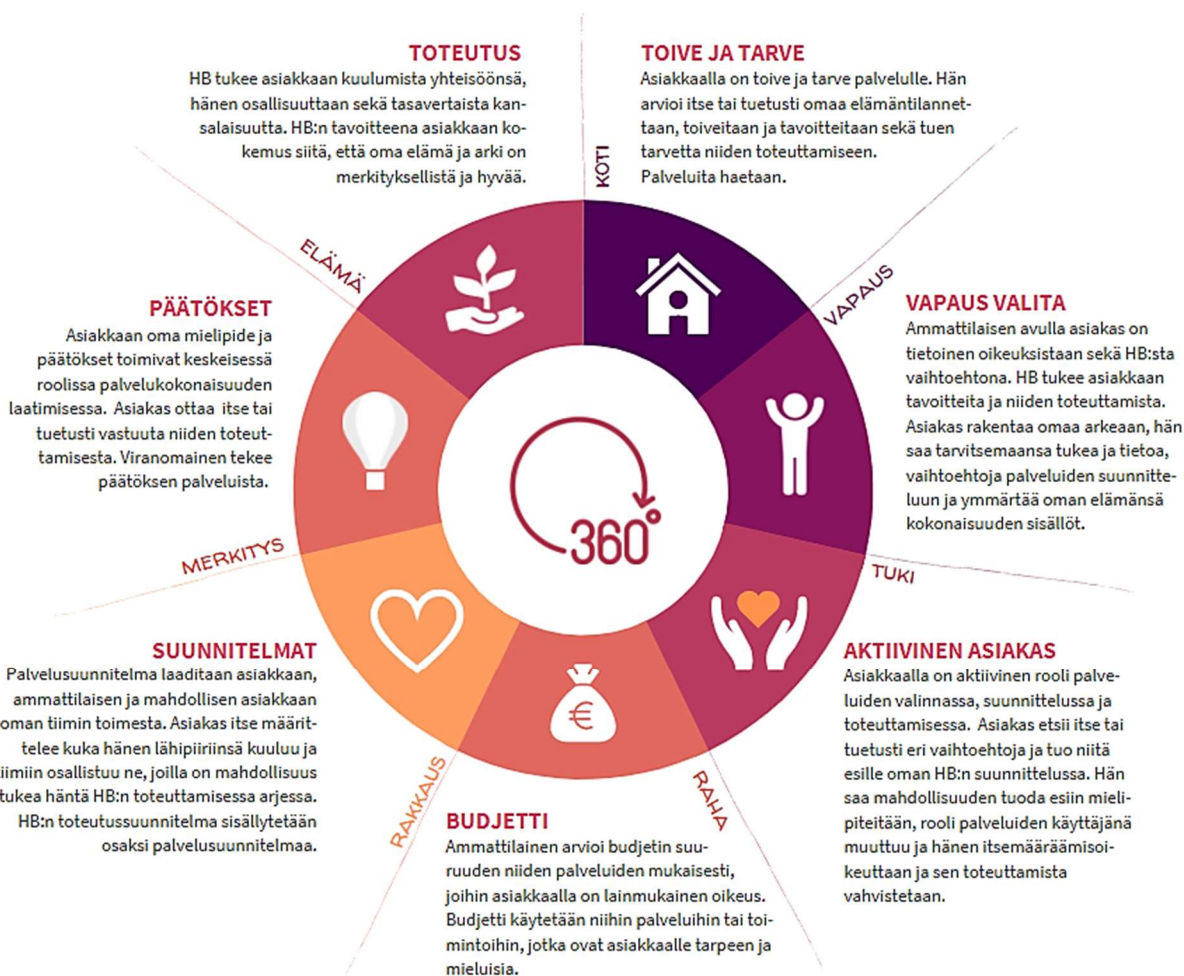 TOIVE JA TARVE
Asiakkaalla on toive ja tarve palvelulle. Hän
arvioi itse tai tuetusti omaa elämäntilannet-
taan, toiveitaan ja tavoitteitaan sekä tuen
tarvetta niiden toteuttamiseen.
Palveluita haetaan.
KOTI
VAPAUS
VAPAUS VALITA
Ammattilaisen avulla asiakas on
tietoinen oikeuksistaan sekä HB:sta
vaihtoehtona. HB tukee asiakkaan
tavoitteita ja niiden toteuttamista.
Asiakas rakentaa omaa arkeaan, hän
saa tarvitsemaansa tukea ja tietoa,
vaihtoehtoja palveluiden suunnitte-
luun ja ymmärtää oman elämänsä
kokonaisuuden sisällöt.
TUKI
AKTIIVINEN ASIAKAS
Asiakkaalla on aktiivinen rooli palve-
luiden valinnassa, suunnittelussa ja
toteuttamisessa. Asiakas etsii itse tai
tuetusti eri vaihtoehtoja ja tuo niitä
esille oman HB:n suunnittelussa. Hän
saa mahdollisuuden tuoda esiin mieli-
piteitään, rooli palveluiden käyttäjänä
muuttuu ja hänen itsemääräämisoi-
keuttaan ja sen toteuttamista
vahvistetaan.
RAHA
BUDJETTI
Ammattilainen arvioi budjetin suu-
ruuden niiden palveluiden mukaisesti,
joihin asiakkaalla on lainmukainen oikeus.
Budjetti käytetään niihin palveluihin tai toi-
mintoihin, jotka ovat asiakkaalle tarpeen ja
mieluisia.
RAKKAUS
SUUNNITELMAT
Palvelusuunnitelma laaditaan asiakkaan,
ammattilaisen ja mahdollisen asiakkaan
oman tiimin toimesta. Asiakas itse määrit-
telee kuka hänen lähipiiriinsä kuuluu ja
iimiin osallistuu ne, joilla on mahdollisuus
tukea häntä HB:n toteuttamisessa arjessa.
HB:n toteutussuunnitelma sisällytetään
osaksi palvelusuunnitelmaa.
MERKITYS
PÄÄTÖKSET
Asiakkaan oma mielipide ja
päätökset toimivat keskeisessä
roolissa palvelukokonaisuuden
laatimisessa. Asiakas ottaa itse tai
tuetusti vastuuta niiden toteut-
tamisesta. Viranomainen tekee
päätöksen palveluista.
ELÄMÄ
TOTEUTUS
HB tukee asiakkaan kuulumista yhteisöönsä,
hänen osallisuuttaan sekä tasavertaista kan-
salaisuutta. HB:n tavoitteena asiakkaan ko-
kemus siitä, että oma elämä ja arki on
merkityksellistä ja hyvää.
360°
€